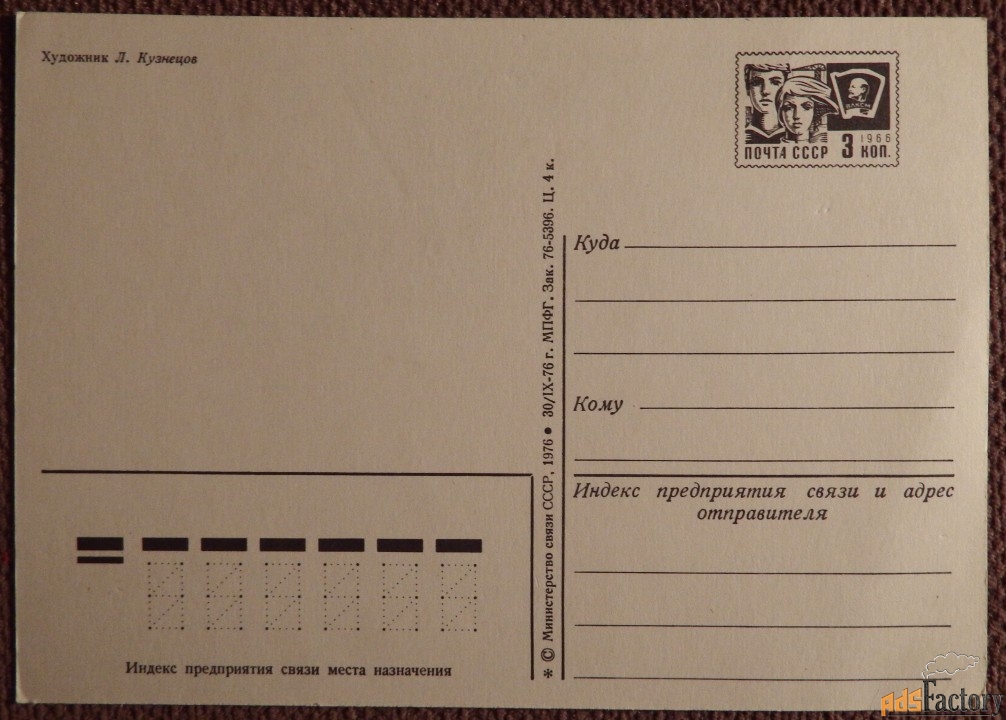 Художник Л. Кузнецов
ВЛКСМ
1966
ПОЧТА СССР 3 КОП.
* © Министерство связи СССР, 1976 ● 30/IX-76 г. МПФГ. Зак. 76-5396. Ц. 4 к.
Куда
Кому
Индекс предприятия связи и адрес
отправителя
Индекс предприятия связи места назначения
AdsFactory